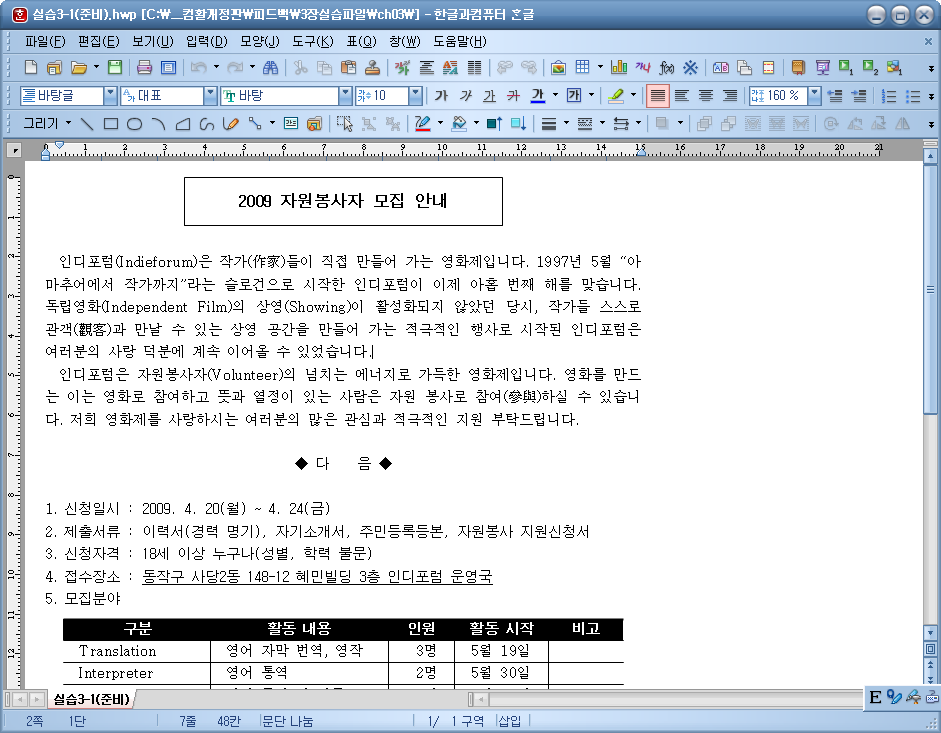 실습3-1(준비).hwp [C:\__컴활개정판\피드백\3장실습파일\ch03\] - 한글과컴퓨터 흔글
파일(F) 편집(E) 보기(U) 입력(D) 모양(J) 도구(K) 표(Q) 창(W) 도움말(H)
바탕글 대표 바탕 10 가 가 가 가 가 가 160 %
그리기
1 2 3 4 5 6 7 8 9 10 11 12 13 14 15 16 17 18 19 20 21
2009 자원봉사자 모집 안내
인디포럼(Indieforum)은 작가(作家)들이 직접 만들어 가는 영화제입니다. 1997년 5월 “아
마추어에서 작가까지”라는 슬로건으로 시작한 인디포럼이 이제 아홉 번째 해를 맞습니다.
독립영화(Independent Film)의 상영(Showing)이 활성화되지 않았던 당시, 작가들 스스로
관객(觀客)과 만날 수 있는 상영 공간을 만들어 가는 적극적인 행사로 시작된 인디포럼은
여러분의 사랑 덕분에 계속 이어올 수 있었습니다.
인디포럼은 자원봉사자(Volunteer)의 넘치는 에너지로 가득한 영화제입니다. 영화를 만드
는 이는 영화로 참여하고 뜻과 열정이 있는 사람은 자원 봉사로 참여(參與)하실 수 있습니
다. 저희 영화제를 사랑하시는 여러분의 많은 관심과 적극적인 지원 부탁드립니다.
◆ 다 음 ◆
1. 신청일시 : 2009. 4. 20(월) ~ 4. 24(금)
2. 제출서류 : 이력서(경력 명기), 자기소개서, 주민등록등본, 자원봉사 지원신청서
3. 신청자격 : 18세 이상 누구나(성별, 학력 불문)
4. 접수장소 : 동작구 사당2동 148-12 혜민빌딩 3층 인디포럼 운영국
5. 모집분야
구분 활동 내용 인원 활동 시작 비고
Translation 영어 자막 번역, 영작 3명 5월 19일
Interpreter 영어 통역 2명 5월 30일
실습3-1(준비)
E
2쪽 1단 7줄 48칸 문단 나눔 1/ 1 구역 삽입